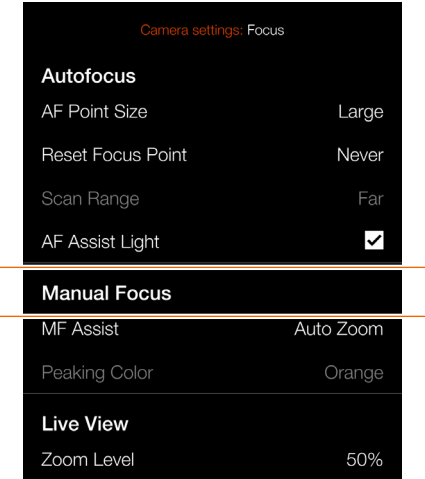 Camera settings: Focus
Autofocus
AF Point Size Large
Reset Focus Point Never
Scan Range Far
AF Assist Light
Manual Focus
MF Assist Auto Zoom
Peaking Color Orange
Live View
Zoom Level 50%